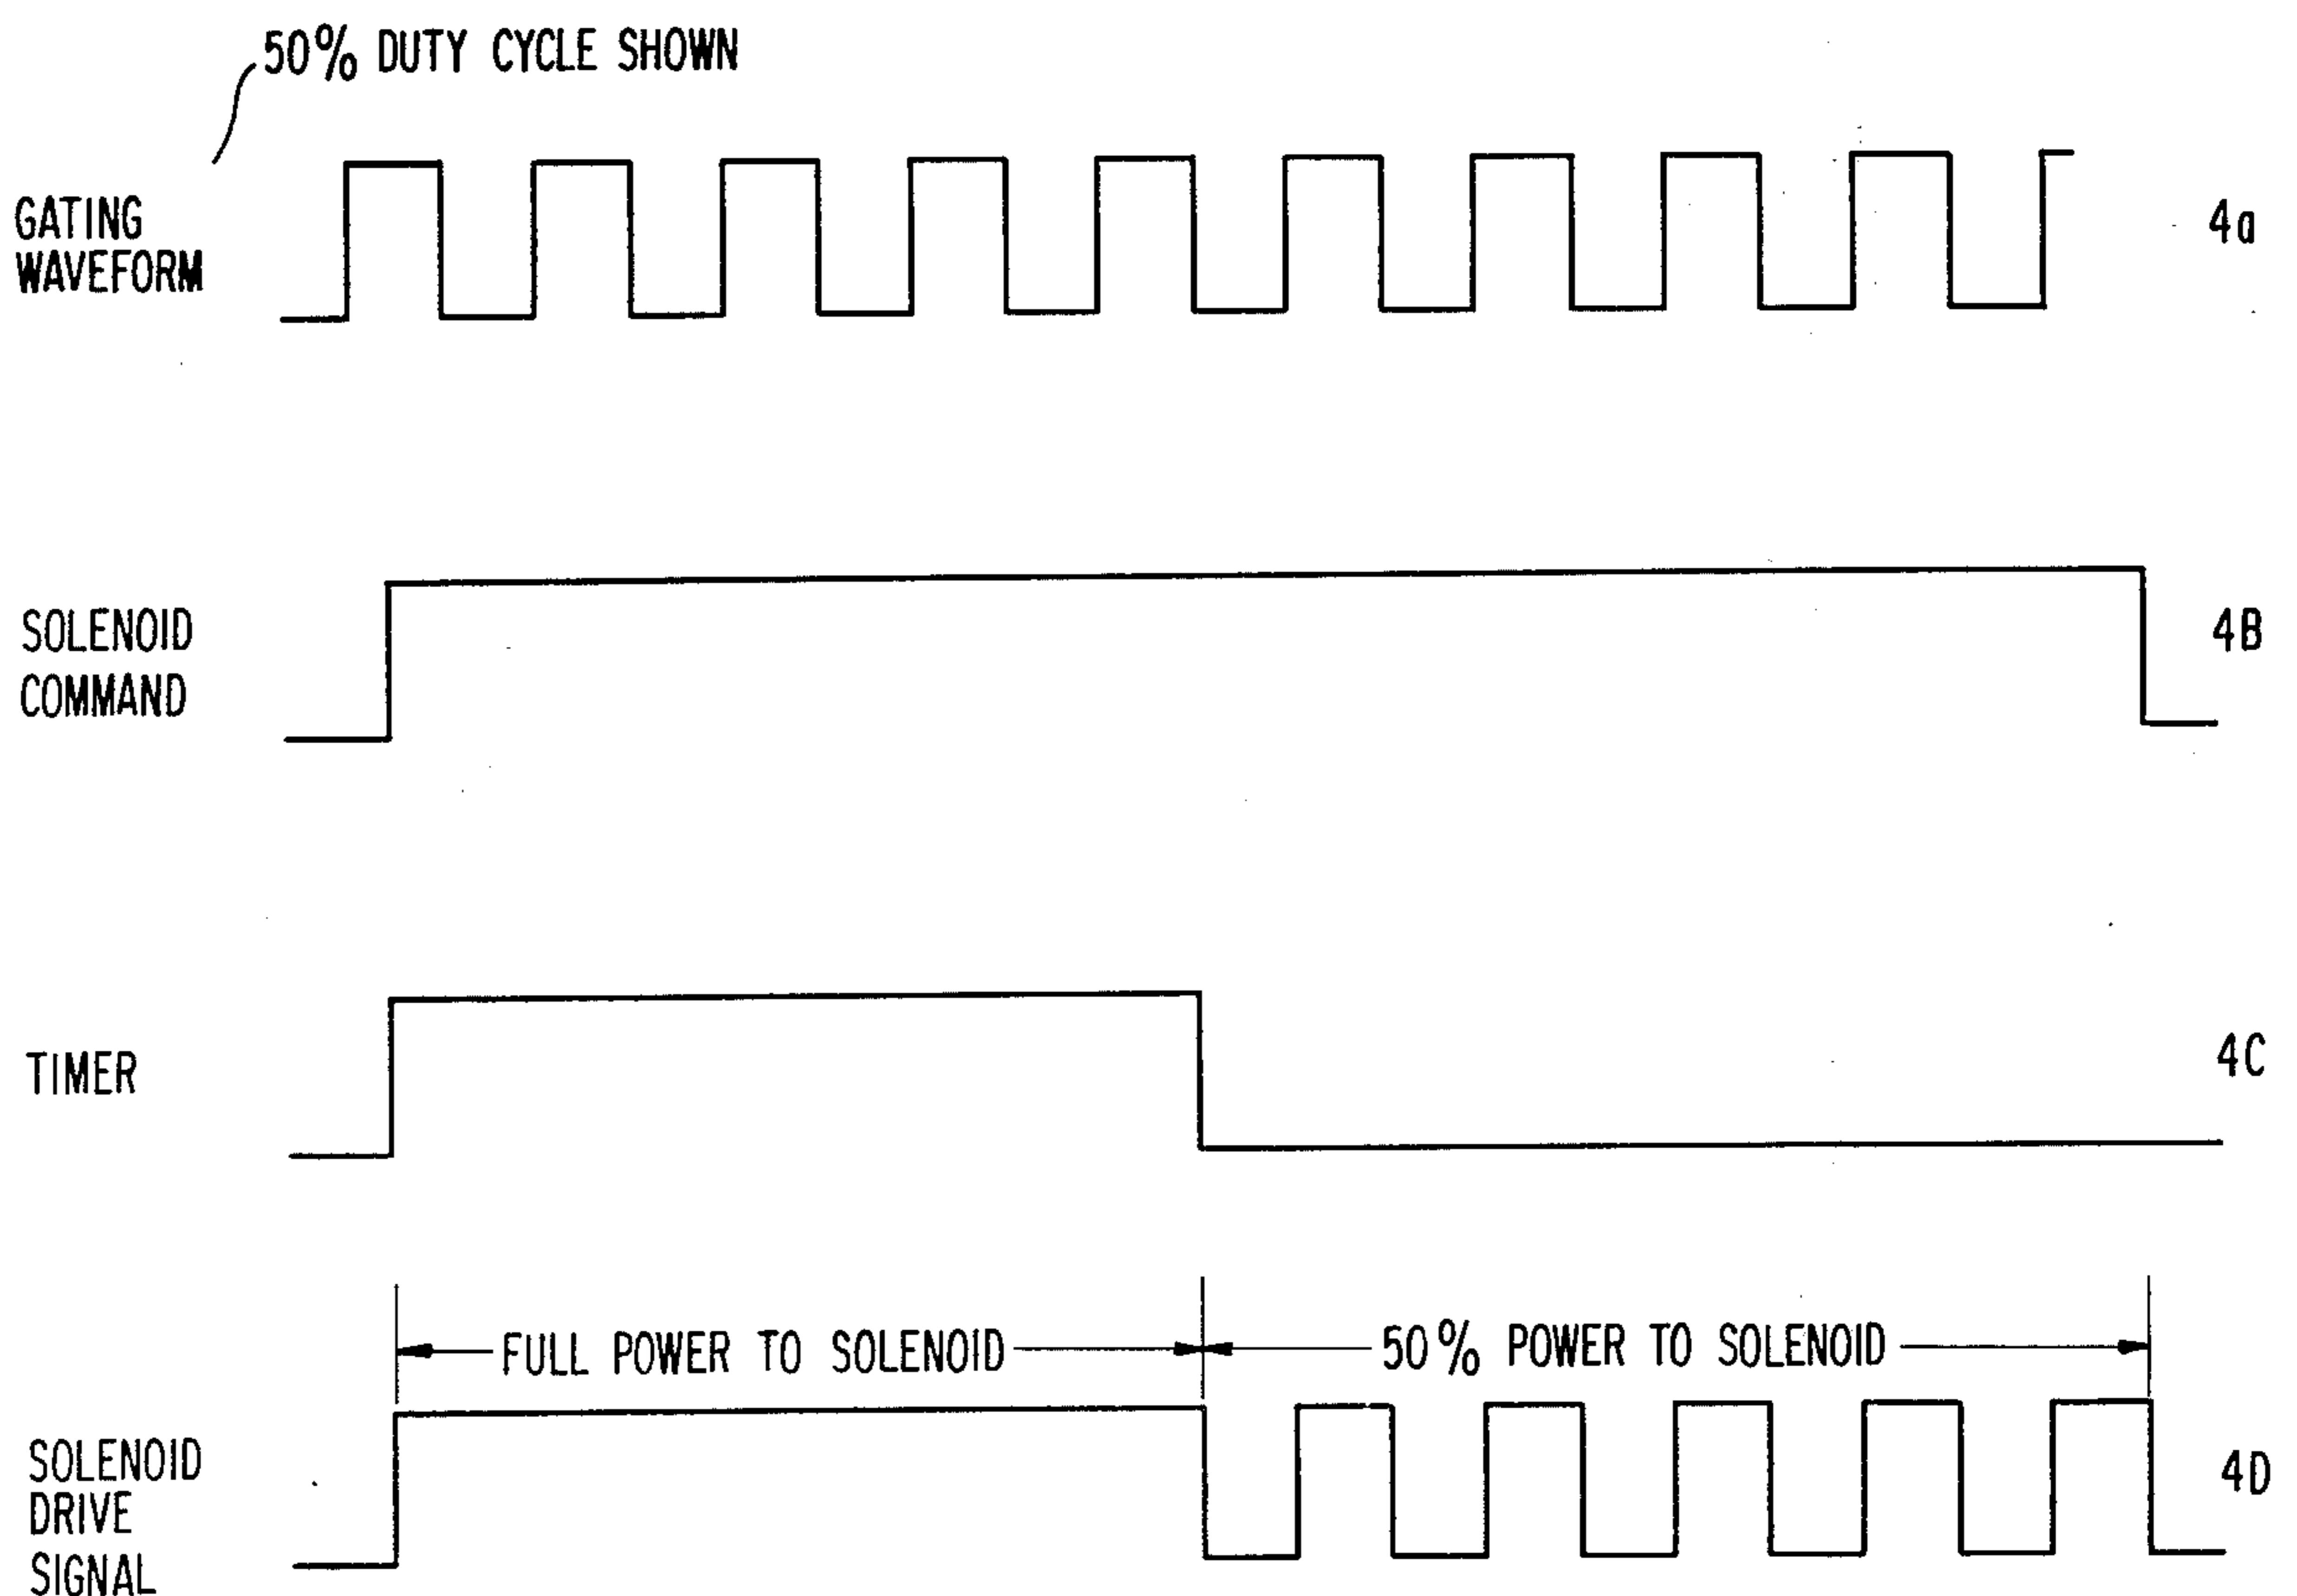 50% DUTY CYCLE SHOWN
GATING
WAVEFORM
4a
SOLENOID
COMMAND
4B
TIMER
4C
FULL POWER TO SOLENOID
50% POWER TO SOLENOID
SOLENOID
DRIVE
SIGNAL
4D